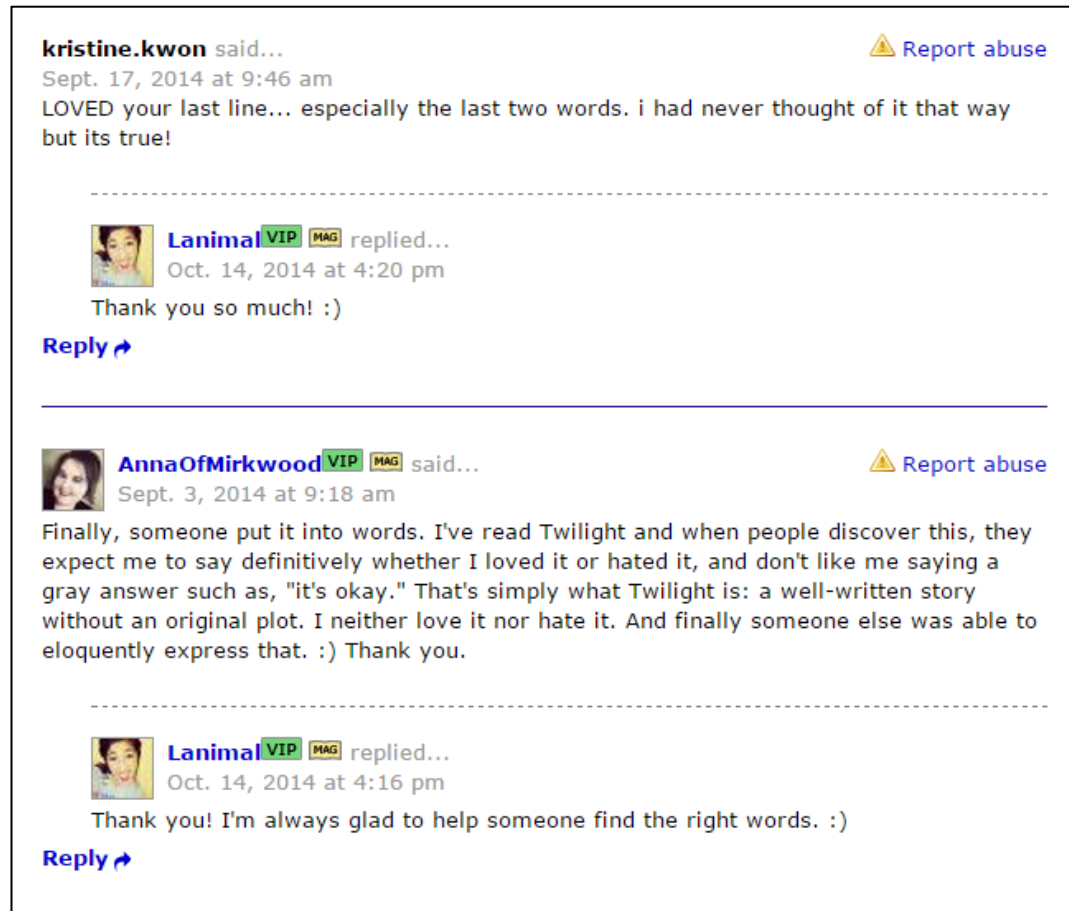 kristine.kwon said...
Report abuse
Sept. 17, 2014 at 9:46 am
LOVED your last line... especially the last two words. i had never thought of it that way
but its true!
Lanimal VIP MAG replied...
Oct. 14, 2014 at 4:20 pm
Thank you so much! :)
Reply
AnnaOfMirkwood VIP MAG said...
Report abuse
Sept. 3, 2014 at 9:18 am
Finally, someone put it into words. I've read Twilight and when people discover this, they
expect me to say definitively whether I loved it or hated it, and don't like me saying a
gray answer such as, "it's okay." That's simply what Twilight is: a well-written story
without an original plot. I neither love it nor hate it. And finally someone else was able to
eloquently express that. :) Thank you.
Lanimal VIP MAG replied...
Oct. 14, 2014 at 4:16 pm
Thank you! I'm always glad to help someone find the right words. :)
Reply